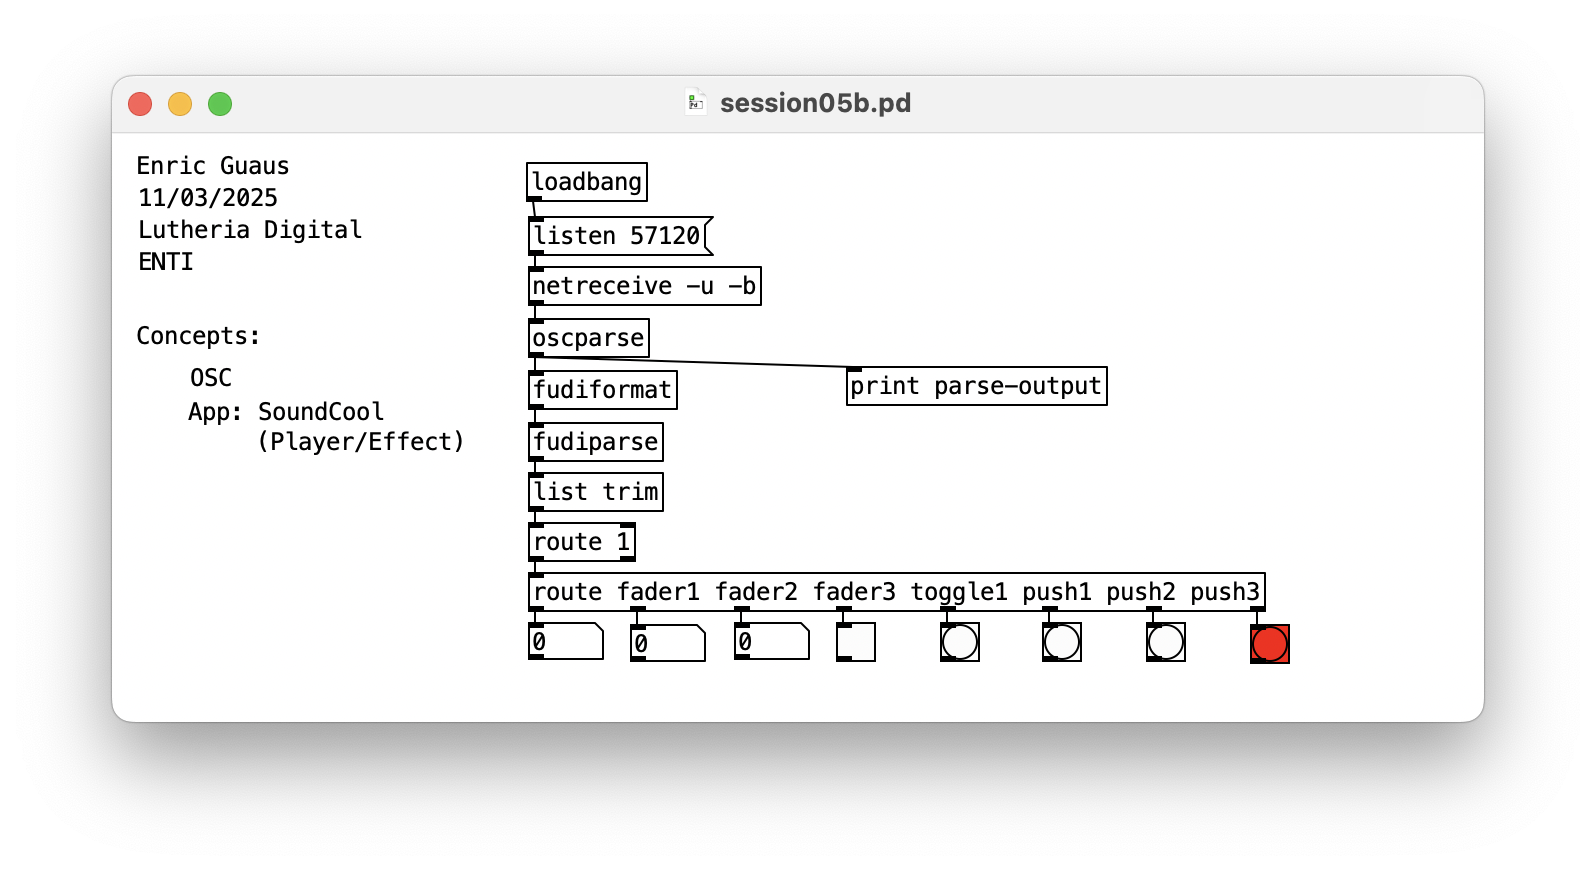 session05b.pd
Enric Guaus
11/03/2025
Lutheria Digital
ENTI
Concepts:
OSC
App: SoundCool
(Player/Effect)
loadbang
listen 57120
netreceive -u -b
oscparse
print parse-output
fudiformat
fudiparse
list trim
route 1
route fader1 fader2 fader3 toggle1 push1 push2 push3
0 0 0